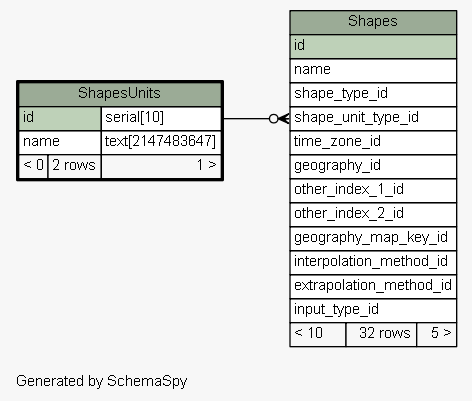 ShapesUnits
id serial[10]
name text[2147483647]
< 0 2 rows 1 >
Shapes
id
name
shape_type_id
shape_unit_type_id
time_zone_id
geography_id
other_index_1_id
other_index_2_id
geography_map_key_id
interpolation_method_id
extrapolation_method_id
input_type_id
< 10 32 rows 5 >
Generated by SchemaSpy